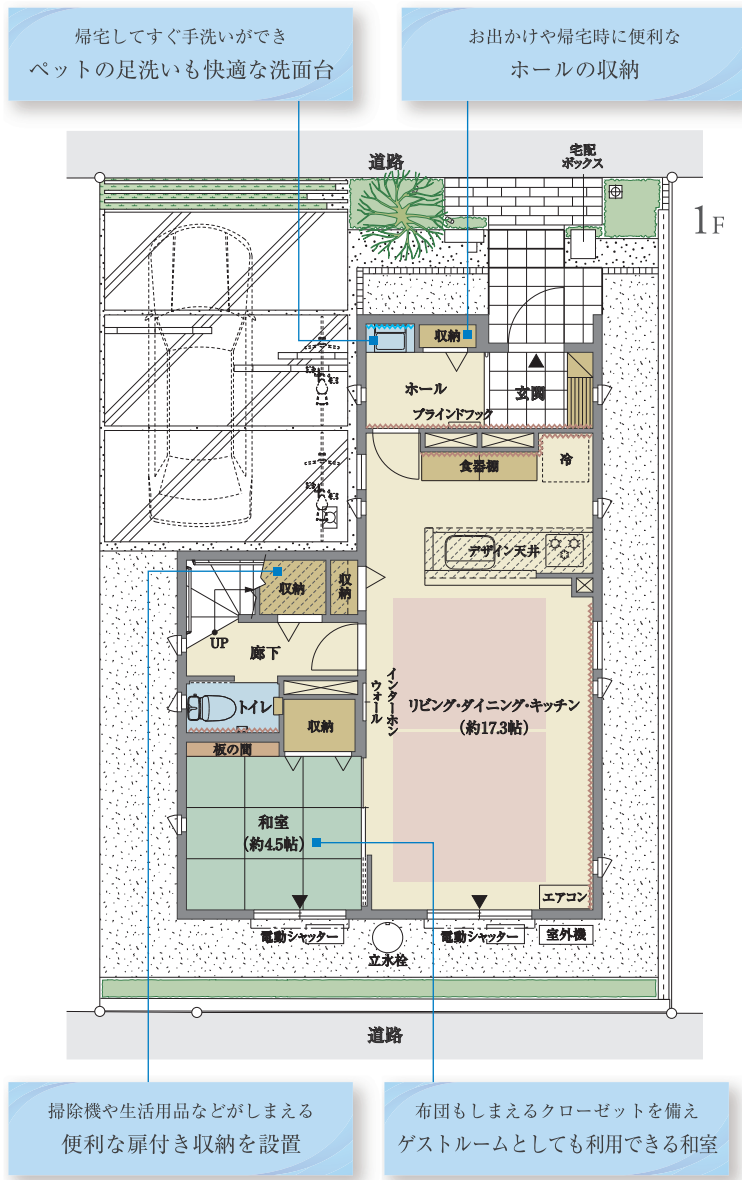 帰宅してすぐ手洗いができ
ペットの足洗いも快適な洗面台
お出かけや帰宅時に便利な
ホールの収納
道路
宅配
ボックス
1F
収納
ホール
玄関
ブラインドフック
食器棚
冷
デザイン天井
収納
収納
UP
廊下
トイレ
インターホン
ウォール
リビング・ダイニング・キッチン
(約17.3帖)
収納
板の間
和室
(約4.5帖)
エアコン
電動シャッター
電動シャッター
室外機
立水栓
道路
掃除機や生活用品などがしまえる
便利な扉付き収納を設置
布団もしまえるクローゼットを備え
ゲストルームとしても利用できる和室